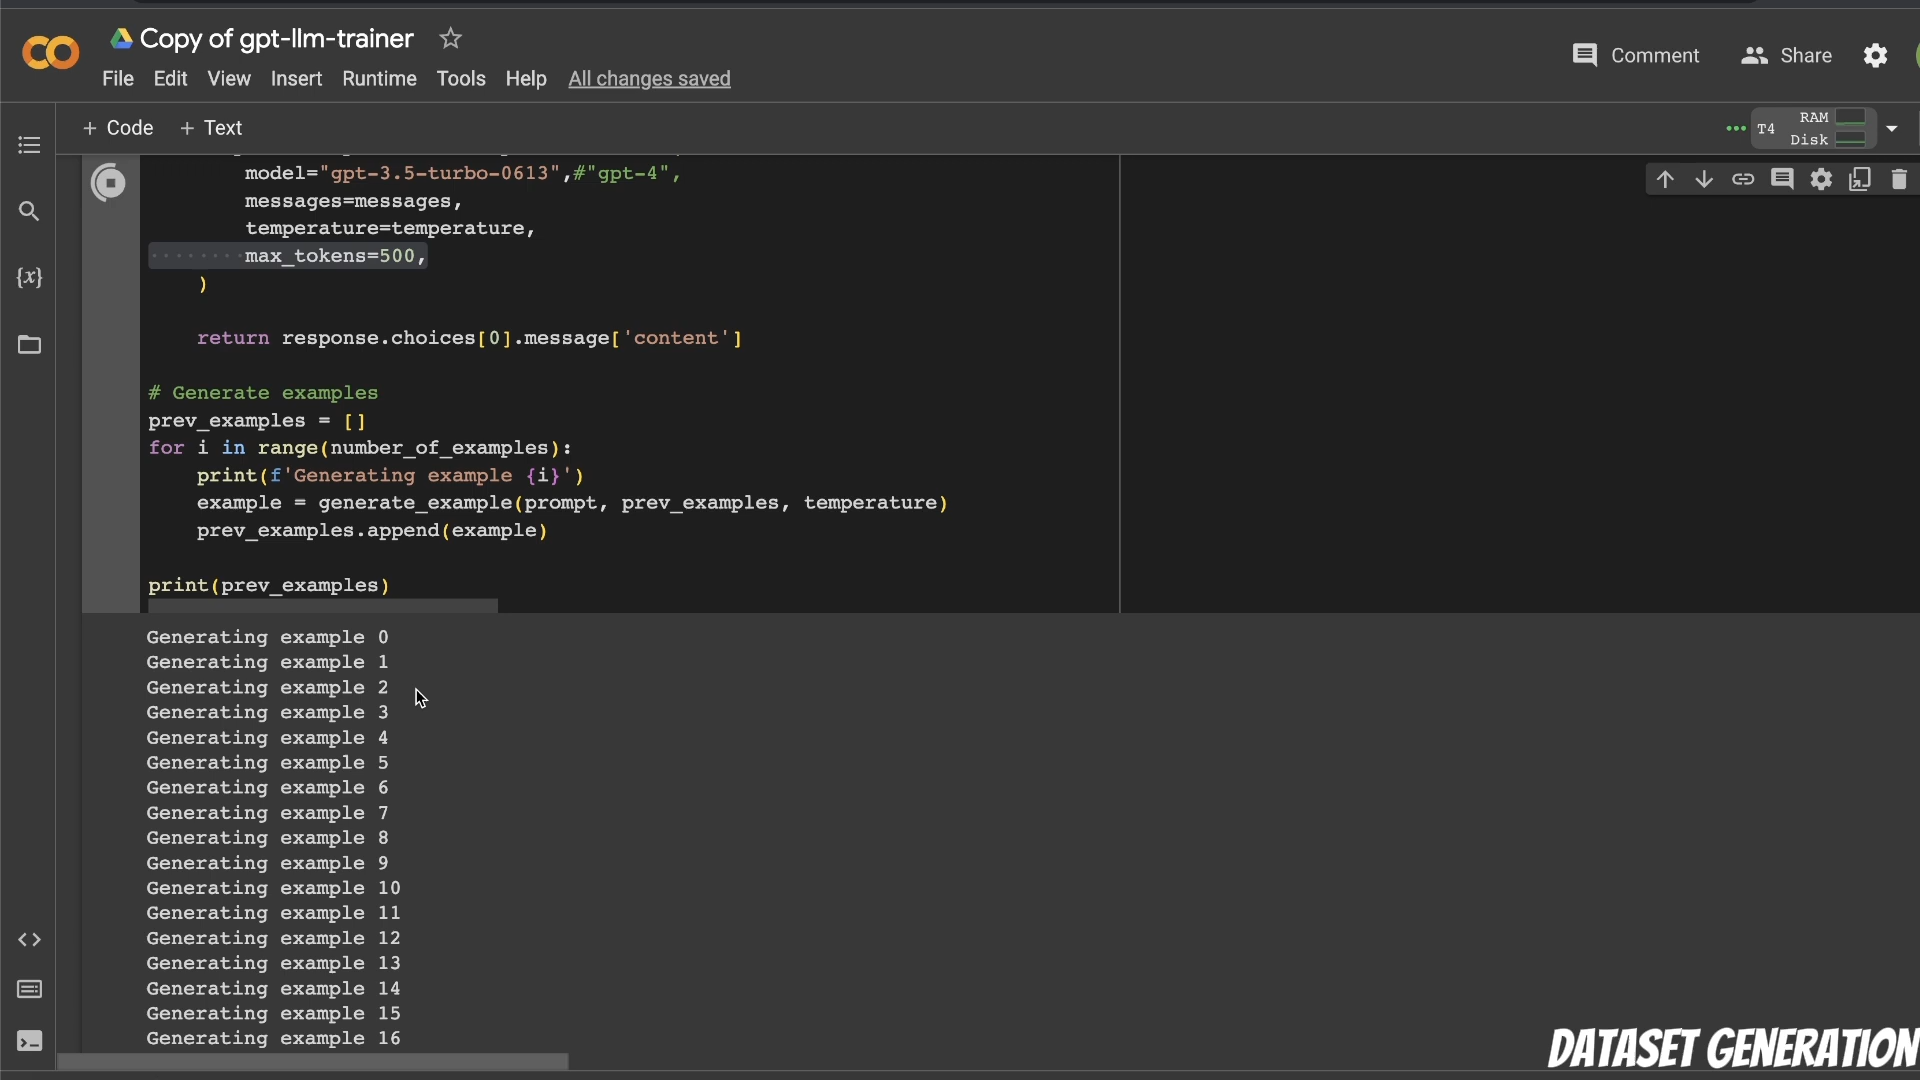 Copy of gpt-llm-trainer
Comment
Share
File Edit View Insert Runtime Tools Help All changes saved
+ Code + Text
T4
RAM
Disk
model="gpt-3.5-turbo-0613",#"gpt-4",
messages=messages,
temperature=temperature,
max_tokens=500,
)
return response.choices[0].message['content']
# Generate examples
prev_examples = []
for i in range(number_of_examples):
print(f'Generating example {i}')
example = generate_example(prompt, prev_examples, temperature)
prev_examples.append(example)
print(prev_examples)
Generating example 0
Generating example 1
Generating example 2
Generating example 3
Generating example 4
Generating example 5
Generating example 6
Generating example 7
Generating example 8
Generating example 9
Generating example 10
Generating example 11
Generating example 12
Generating example 13
Generating example 14
Generating example 15
Generating example 16
DATASET GENERATION